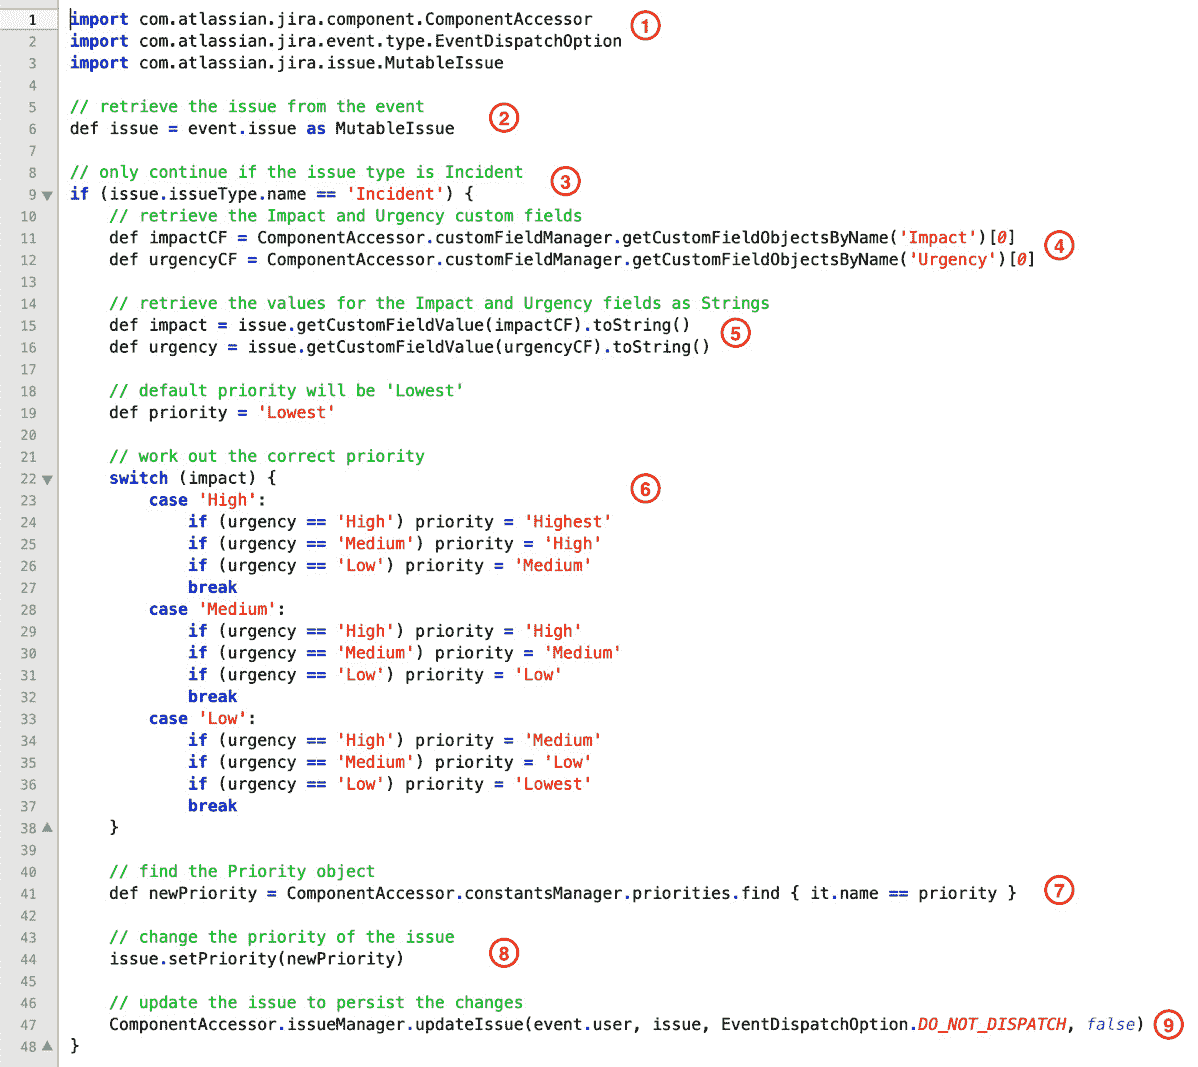 1 import com.atlassian.jira.component.ComponentAccessor ①
2 import com.atlassian.jira.event.type.EventDispatchOption
3 import com.atlassian.jira.issue.MutableIssue
4
5 // retrieve the issue from the event
6 def issue = event.issue as MutableIssue ②
7
8 // only continue if the issue type is Incident
9 if (issue.issueType.name == 'Incident') { ③
10 // retrieve the Impact and Urgency custom fields
11 def impactCF = ComponentAccessor.customFieldManager.getCustomFieldObjectsByName('Impact')[0] ④
12 def urgencyCF = ComponentAccessor.customFieldManager.getCustomFieldObjectsByName('Urgency')[0]
13
14 // retrieve the values for the Impact and Urgency fields as Strings
15 def impact = issue.getCustomFieldValue(impactCF).toString() ⑤
16 def urgency = issue.getCustomFieldValue(urgencyCF).toString()
17
18 // default priority will be 'Lowest'
19 def priority = 'Lowest'
20
21 // work out the correct priority
22 switch (impact) { ⑥
23 case 'High':
24 if (urgency == 'High') priority = 'Highest'
25 if (urgency == 'Medium') priority = 'High'
26 if (urgency == 'Low') priority = 'Medium'
27 break
28 case 'Medium':
29 if (urgency == 'High') priority = 'High'
30 if (urgency == 'Medium') priority = 'Medium'
31 if (urgency == 'Low') priority = 'Low'
32 break
33 case 'Low':
34 if (urgency == 'High') priority = 'Medium'
35 if (urgency == 'Medium') priority = 'Low'
36 if (urgency == 'Low') priority = 'Lowest'
37 break
38 }
39
40 // find the Priority object
41 def newPriority = ComponentAccessor.constantsManager.priorities.find { it.name == priority } ⑦
42
43 // change the priority of the issue
44 issue.setPriority(newPriority) ⑧
45
46 // update the issue to persist the changes
47 ComponentAccessor.issueManager.updateIssue(event.user, issue, EventDispatchOption.DO_NOT_DISPATCH, false) ⑨
48 }